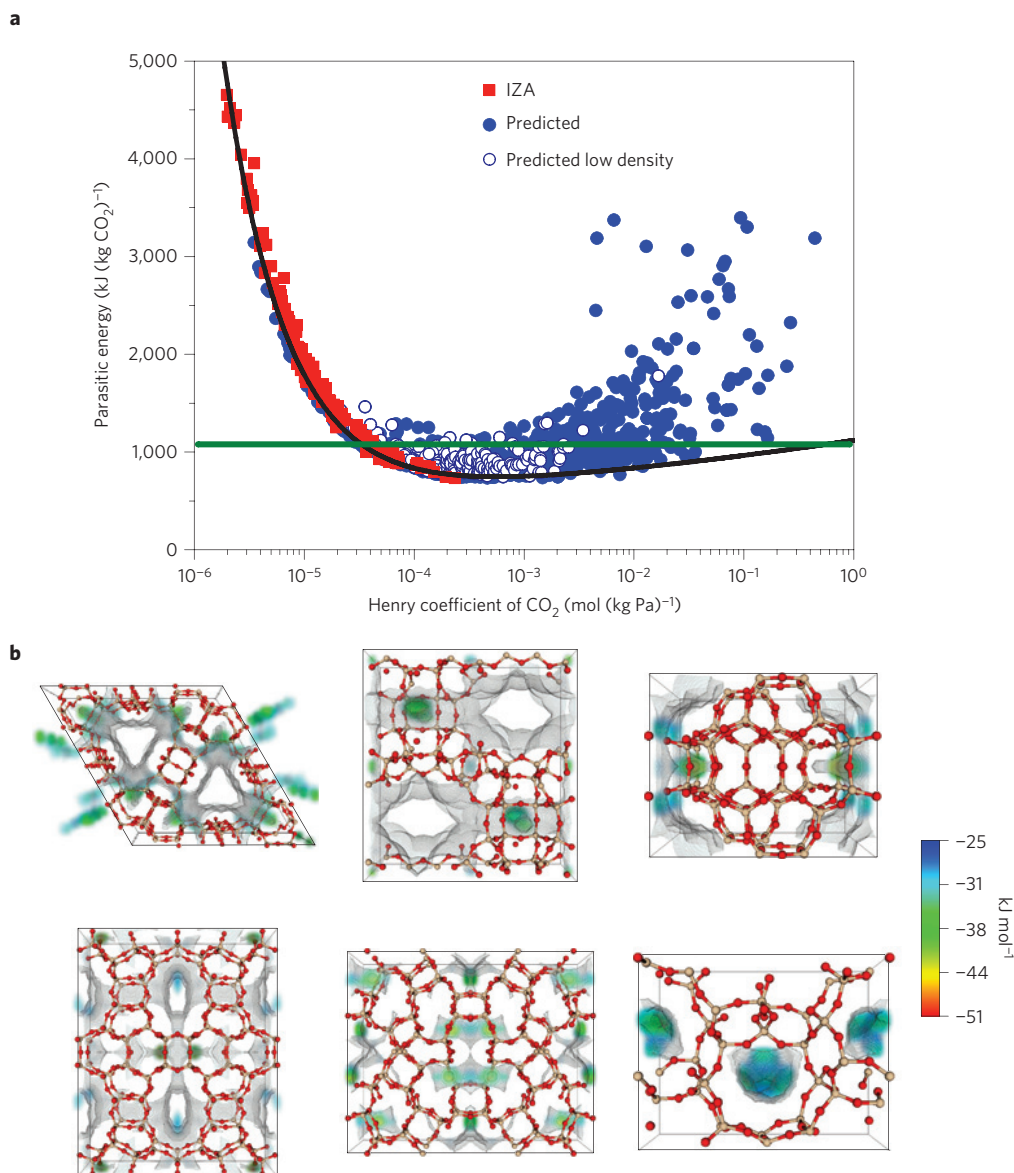 a
5,000
4,000
3,000
2,000
1,000
0
Parasitic energy (kJ (kg CO₂)⁻¹)
IZA
Predicted
Predicted low density
10⁻⁶ 10⁻⁵ 10⁻⁴ 10⁻³ 10⁻² 10⁻¹ 10⁰
Henry coefficient of CO₂ (mol (kg Pa)⁻¹)
b
−25
−31
−38
−44
−51
kJ mol⁻¹